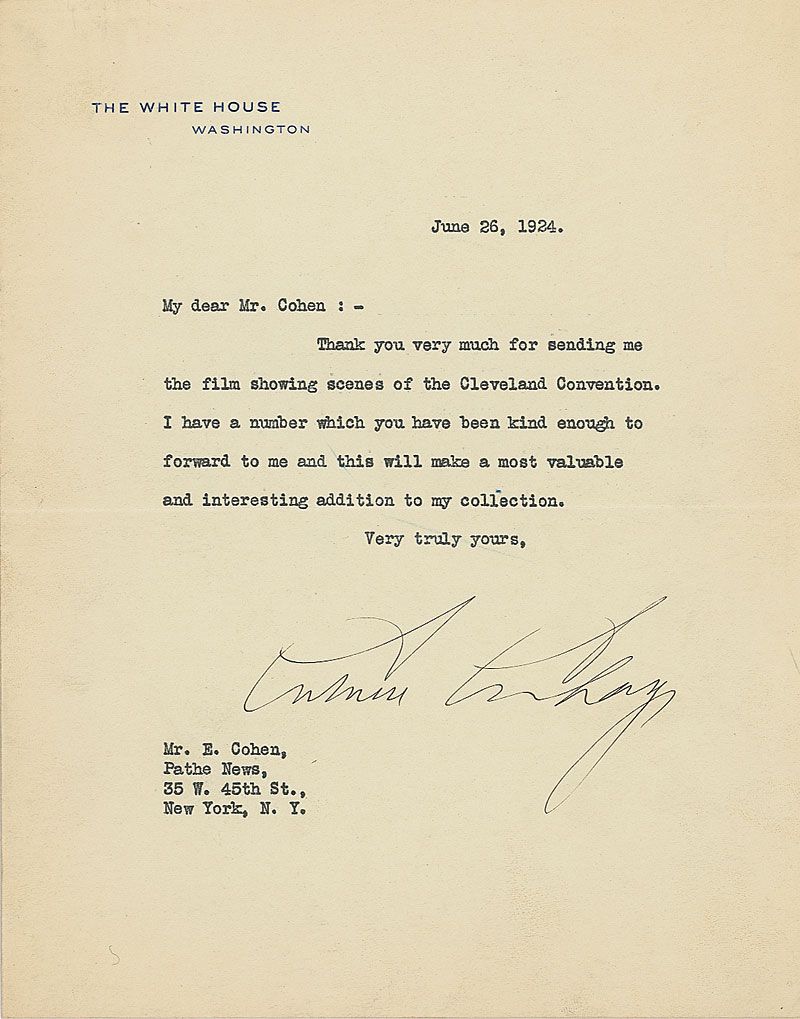 THE WHITE HOUSE
WASHINGTON
June 26, 1924.
My dear Mr. Cohen : -
Thank you very much for sending me
the film showing scenes of the Cleveland Convention.
I have a number which you have been kind enough to
forward to me and this will make a most valuable
and interesting addition to my collection.
Very truly yours,
Calvin Coolidge
Mr. E. Cohen,
Pathe News,
35 W. 45th St.,
New York, N. Y.